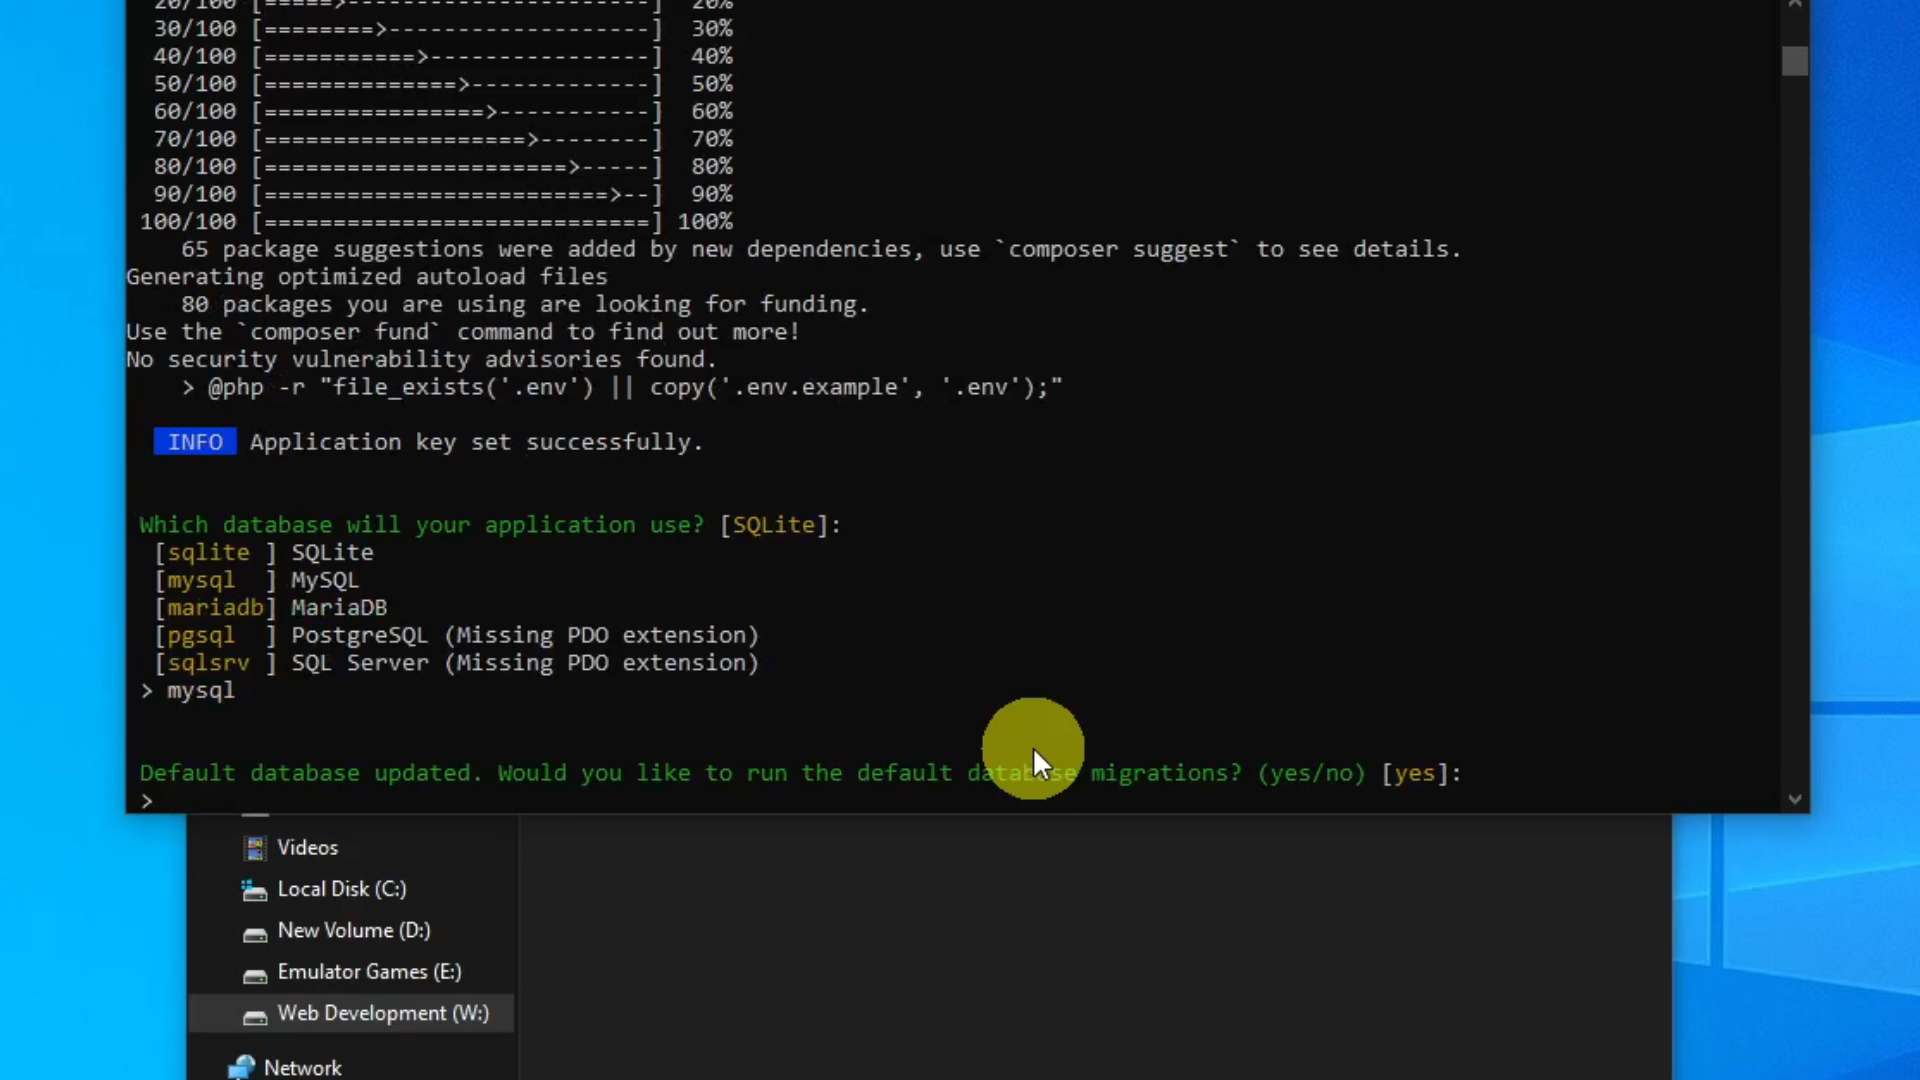 20/100 [=====>----------------------] 20%
30/100 [========>-------------------] 30%
40/100 [===========>----------------] 40%
50/100 [==============>-------------] 50%
60/100 [================>-----------] 60%
70/100 [===================>--------] 70%
80/100 [======================>-----] 80%
90/100 [=========================>--] 90%
100/100 [============================] 100%
65 package suggestions were added by new dependencies, use `composer suggest` to see details.
Generating optimized autoload files
80 packages you are using are looking for funding.
Use the `composer fund` command to find out more!
No security vulnerability advisories found.
> @php -r "file_exists('.env') || copy('.env.example', '.env');"
INFO Application key set successfully.
Which database will your application use? [SQLite]:
[sqlite ] SQLite
[mysql  ] MySQL
[mariadb] MariaDB
[pgsql  ] PostgreSQL (Missing PDO extension)
[sqlsrv ] SQL Server (Missing PDO extension)
> mysql
Default database updated. Would you like to run the default database migrations? (yes/no) [yes]:
>
Videos
Local Disk (C:)
New Volume (D:)
Emulator Games (E:)
Web Development (W:)
Network